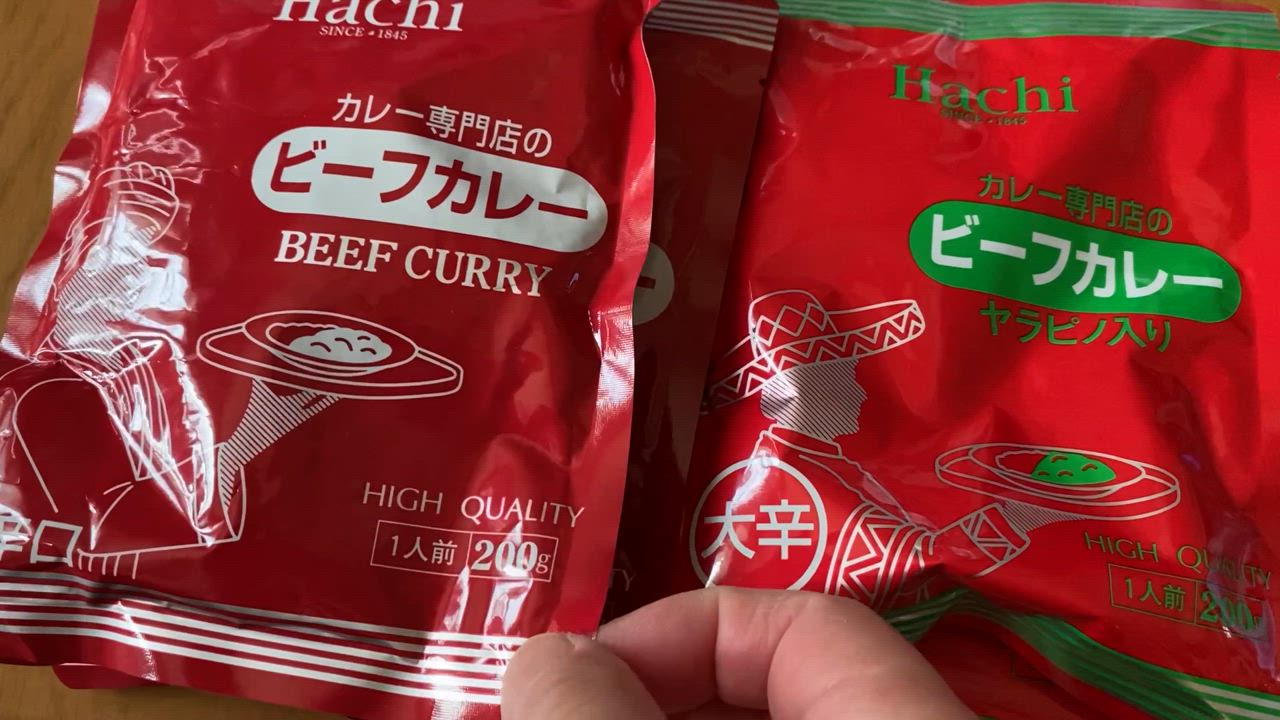 Hachi
SINCE 1845
カレー専門店の
ビーフカレー
BEEF CURRY
HIGH QUALITY
1人前 200g
辛口
Hachi
SINCE 1845
カレー専門店の
ビーフカレー
ヤラピノ入り
大辛
HIGH QUALITY
1人前 200g